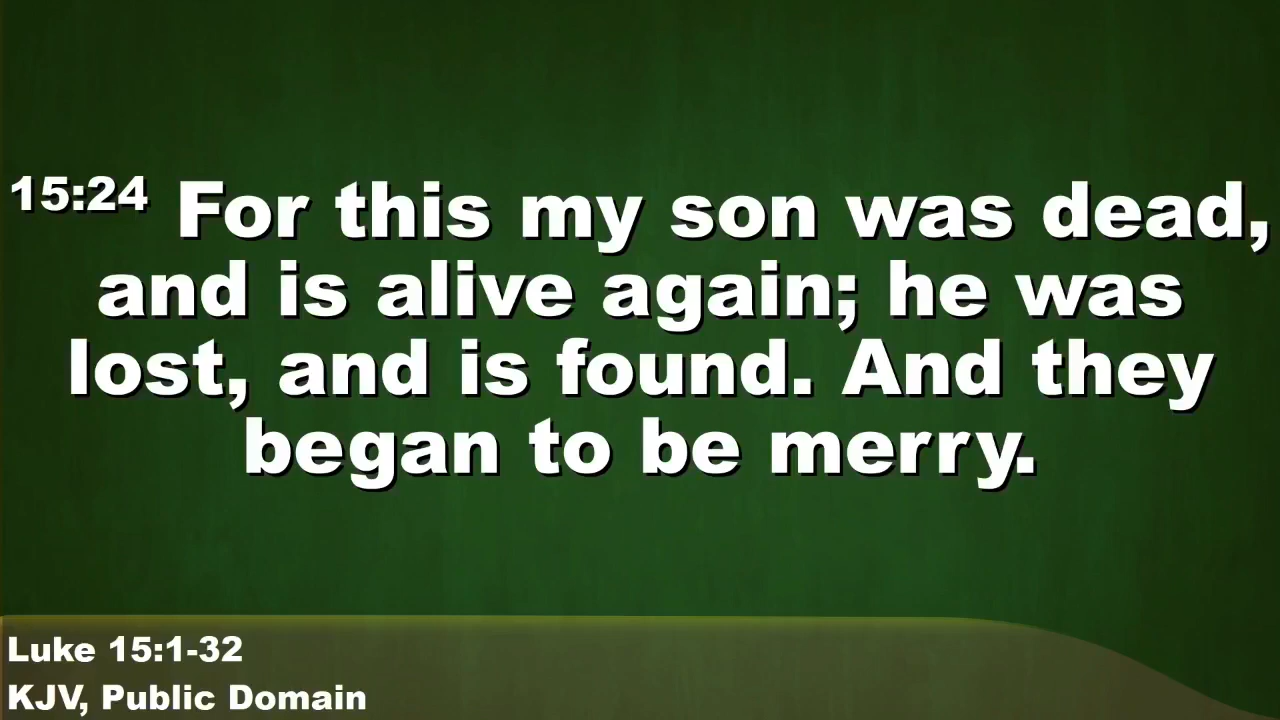 15:24 For this my son was dead,
and is alive again; he was
lost, and is found. And they
began to be merry.
Luke 15:1-32
KJV, Public Domain